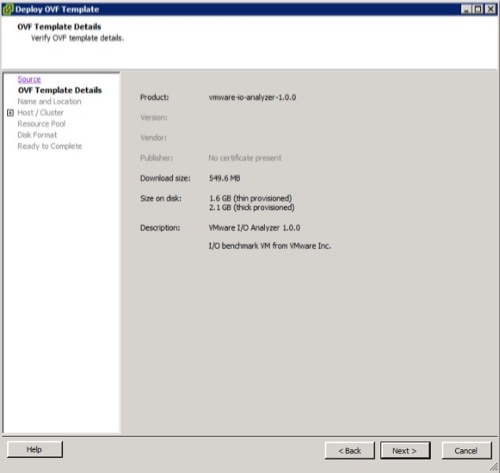 Deploy OVF Template
OVF Template Details
Verify OVF template details.
Source
OVF Template Details
Name and Location
Host / Cluster
Resource Pool
Disk Format
Ready to Complete
Product: vmware-io-analyzer-1.0.0
Version:
Vendor:
Publisher: No certificate present
Download size: 549.6 MB
Size on disk: 1.6 GB (thin provisioned)
2.1 GB (thick provisioned)
Description: VMware I/O Analyzer 1.0.0
I/O benchmark VM from VMware Inc.
Help < Back Next > Cancel